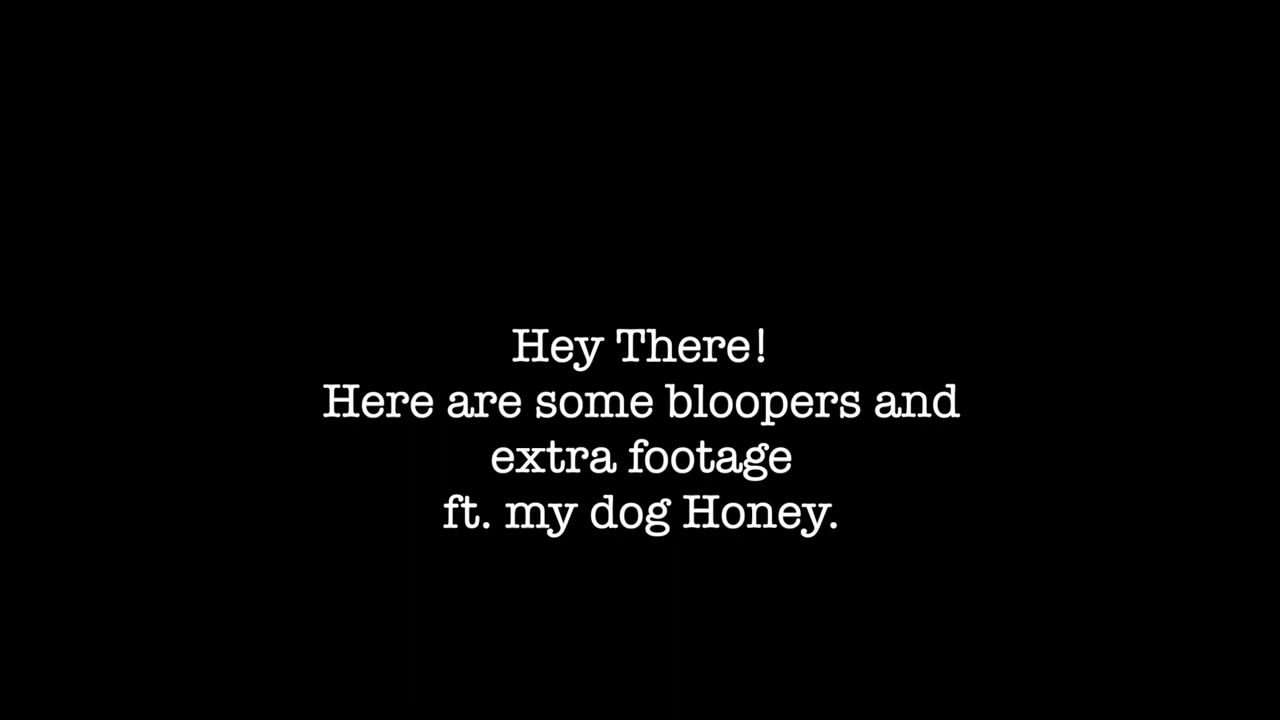 Hey There!
Here are some bloopers and
extra footage
ft. my dog Honey.